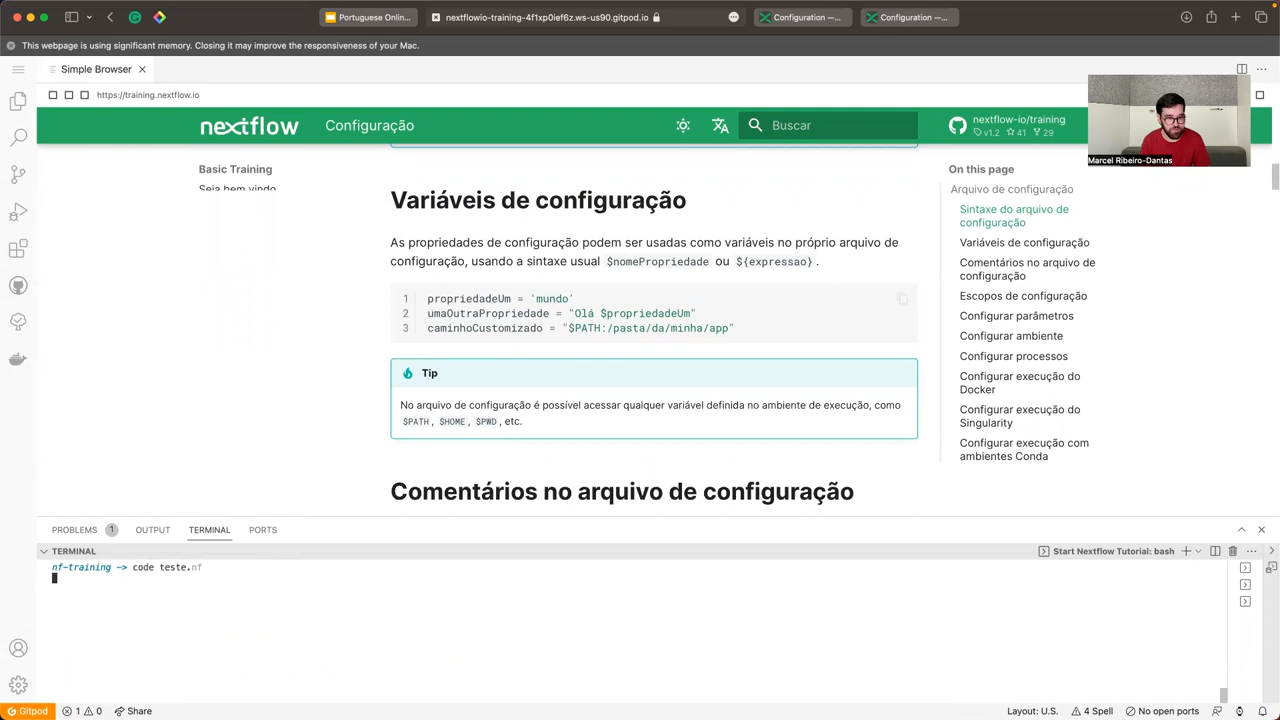 Portuguese Onlin...
nextflowio-training-4f1xp0ief6z.ws-us90.gitpod.io
Configuration —...
Configuration —...
This webpage is using significant memory. Closing it may improve the responsiveness of your Mac.
Simple Browser
https://training.nextflow.io
nextflow
Configuração
Buscar
nextflow-io/training
v1.2 41 29
Marcel Ribeiro-Dantas
Basic Training
Seja bem vindo
Variáveis de configuração
As propriedades de configuração podem ser usadas como variáveis no próprio arquivo de
configuração, usando a sintaxe usual $nomePropriedade ou ${expressao}.
1 propriedadeUm = 'mundo'
2 umaOutraPropriedade = "Olá $propriedadeUm"
3 caminhoCustomizado = "$PATH:/pasta/da/minha/app"
Tip
No arquivo de configuração é possível acessar qualquer variável definida no ambiente de execução, como
$PATH, $HOME, $PWD, etc.
Comentários no arquivo de configuração
On this page
Arquivo de configuração
Sintaxe do arquivo de
configuração
Variáveis de configuração
Comentários no arquivo de
configuração
Escopos de configuração
Configurar parâmetros
Configurar ambiente
Configurar processos
Configurar execução do
Docker
Configurar execução do
Singularity
Configurar execução com
ambientes Conda
PROBLEMS 1 OUTPUT TERMINAL PORTS
TERMINAL
Start Nextflow Tutorial: bash
nf-training -> code teste.nf
Gitpod
1 0
Share
Layout: U.S.
4 Spell
No open ports